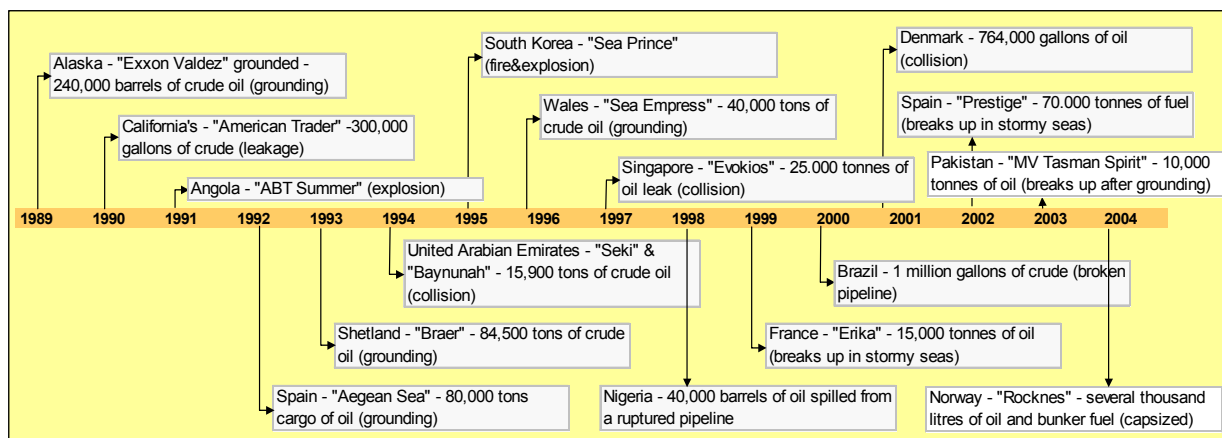 Alaska - "Exxon Valdez" grounded -
240,000 barrels of crude oil (grounding)
California's - "American Trader" -300,000
gallons of crude (leakage)
Angola - "ABT Summer" (explosion)
South Korea - "Sea Prince"
(fire&explosion)
Wales - "Sea Empress" - 40,000 tons of
crude oil (grounding)
Singapore - "Evokios" - 25.000 tonnes of
oil leak (collision)
Denmark - 764,000 gallons of oil
(collision)
Spain - "Prestige" - 70.000 tonnes of fuel
(breaks up in stormy seas)
Pakistan - "MV Tasman Spirit" - 10,000
tonnes of oil (breaks up after grounding)
1989 1990 1991 1992 1993 1994 1995 1996 1997 1998 1999 2000 2001 2002 2003 2004
United Arabian Emirates - "Seki" &
"Baynunah" - 15,900 tons of crude oil
(collision)
Shetland - "Braer" - 84,500 tons of crude
oil (grounding)
Spain - "Aegean Sea" - 80,000 tons
cargo of oil (grounding)
Nigeria - 40,000 barrels of oil spilled from
a ruptured pipeline
Brazil - 1 million gallons of crude (broken
pipeline)
France - "Erika" - 15,000 tonnes of oil
(breaks up in stormy seas)
Norway - "Rocknes" - several thousand
litres of oil and bunker fuel (capsized)